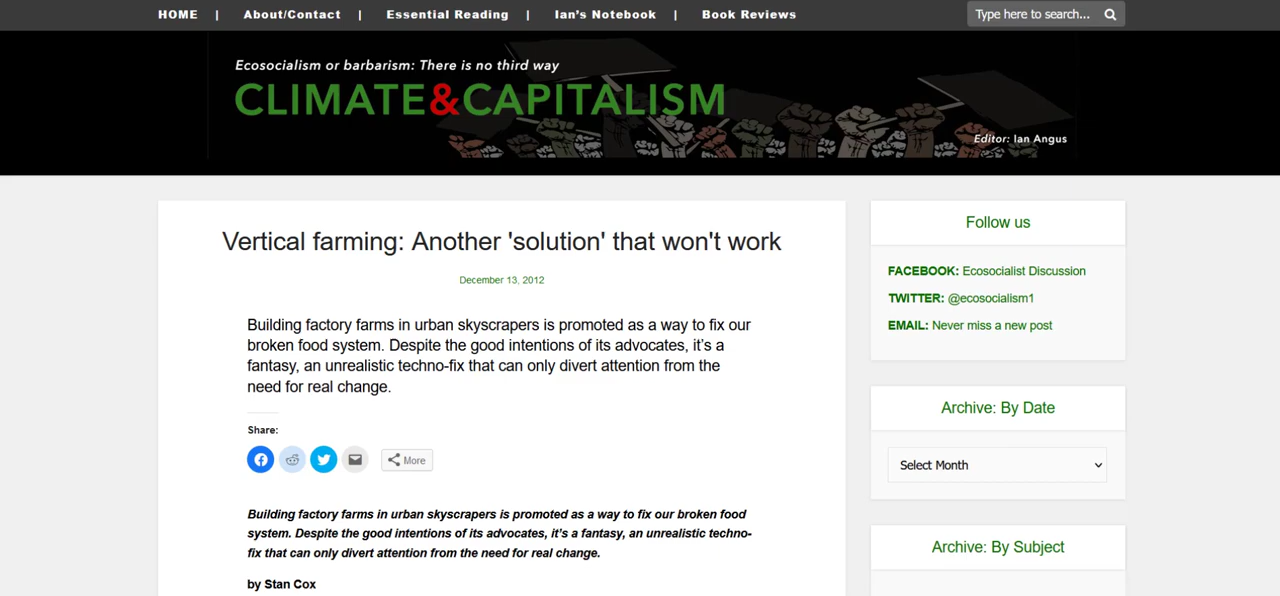 HOME | About/Contact | Essential Reading | Ian's Notebook | Book Reviews
Type here to search...
Ecosocialism or barbarism: There is no third way
CLIMATE&CAPITALISM
Editor: Ian Angus
Vertical farming: Another 'solution' that won't work
December 13, 2012
Building factory farms in urban skyscrapers is promoted as a way to fix our
broken food system. Despite the good intentions of its advocates, it's a
fantasy, an unrealistic techno-fix that can only divert attention from the
need for real change.
Share:
More
Building factory farms in urban skyscrapers is promoted as a way to fix our broken food
system. Despite the good intentions of its advocates, it's a fantasy, an unrealistic techno-
fix that can only divert attention from the need for real change.
by Stan Cox
Follow us
FACEBOOK: Ecosocialist Discussion
TWITTER: @ecosocialism1
EMAIL: Never miss a new post
Archive: By Date
Select Month
Archive: By Subject